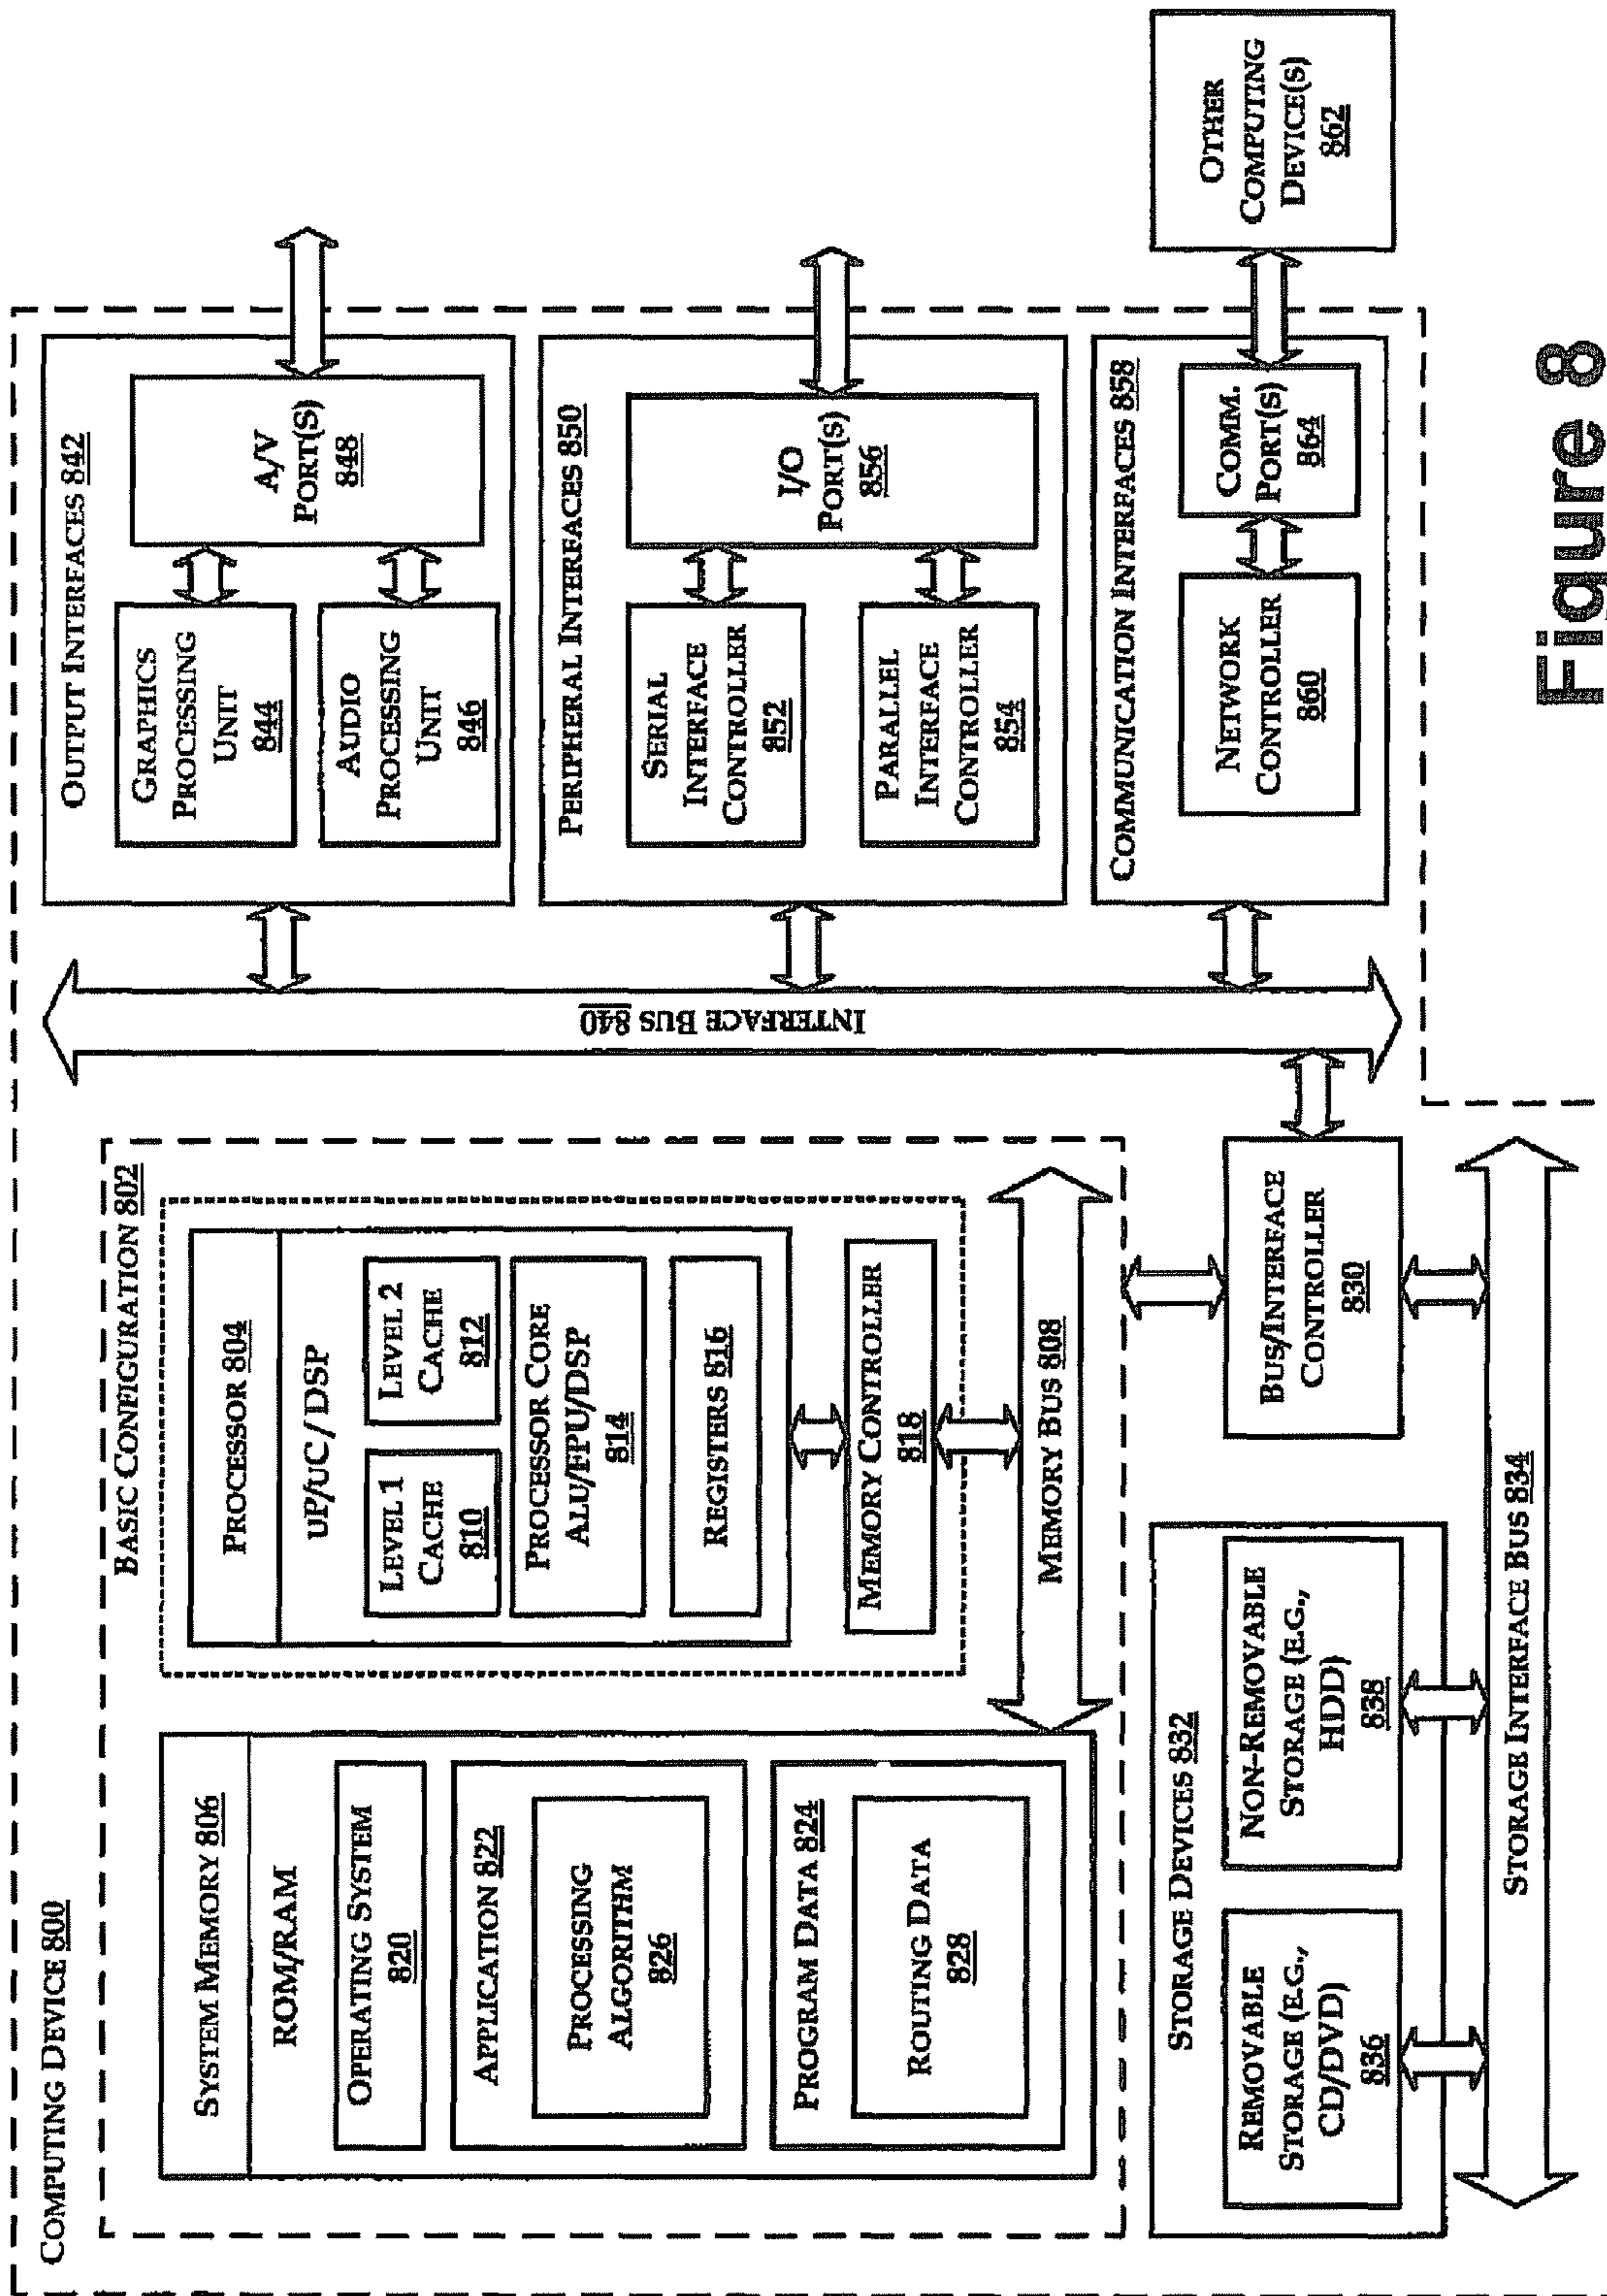 COMPUTING DEVICE 800
BASIC CONFIGURATION 802
SYSTEM MEMORY 806
ROM/RAM
OPERATING SYSTEM
820
APPLICATION 822
PROCESSING
ALGORITHM
826
PROGRAM DATA 824
ROUTING DATA
828
PROCESSOR 804
UP/UC / DSP
LEVEL 1
CACHE
810
LEVEL 2
CACHE
812
PROCESSOR CORE
ALU/FPU/DSP
814
REGISTERS 816
MEMORY CONTROLLER
818
MEMORY BUS 808
BUS/INTERFACE
CONTROLLER
830
STORAGE DEVICES 832
REMOVABLE
STORAGE (E.G.,
CD/DVD)
836
NON-REMOVABLE
STORAGE (E.G.,
HDD)
838
STORAGE INTERFACE BUS 834
INTERFACE BUS 840
OUTPUT INTERFACES 842
GRAPHICS
PROCESSING
UNIT
844
AUDIO
PROCESSING
UNIT
846
A/V
PORT(S)
848
PERIPHERAL INTERFACES 850
SERIAL
INTERFACE
CONTROLLER
852
PARALLEL
INTERFACE
CONTROLLER
854
I/O
PORT(S)
856
COMMUNICATION INTERFACES 858
NETWORK
CONTROLLER
860
COMM.
PORT(S)
864
OTHER
COMPUTING
DEVICE(S)
862
Figure 8